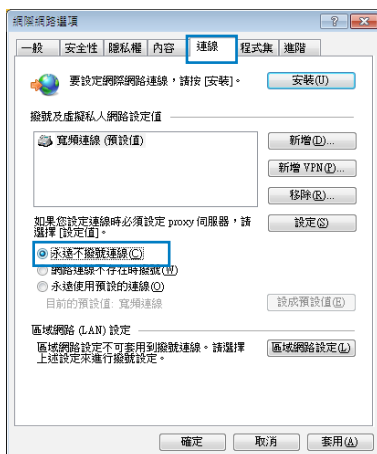 網際網路選項
一般 安全性 隱私權 內容 連線 程式集 進階
要設定網際網路連線，請按 [安裝]。 安裝(U)
撥號及虛擬私人網路設定值
寬頻連線 (預設值) 新增(D)...
新增 VPN(P)...
移除(R)...
如果您設定連線時必須設定 proxy 伺服器，請 設定(S)
選擇 [設定值]。
永遠不撥號連線(C)
網路連線不存在時撥號(W)
永遠使用預設的連線(O)
目前的預設值: 寬頻連線 設成預設值(E)
區域網路 (LAN) 設定
區域網路設定不可套用到撥號連線。請選擇 區域網路設定(L)
上述設定來進行撥號設定。
確定 取消 套用(A)